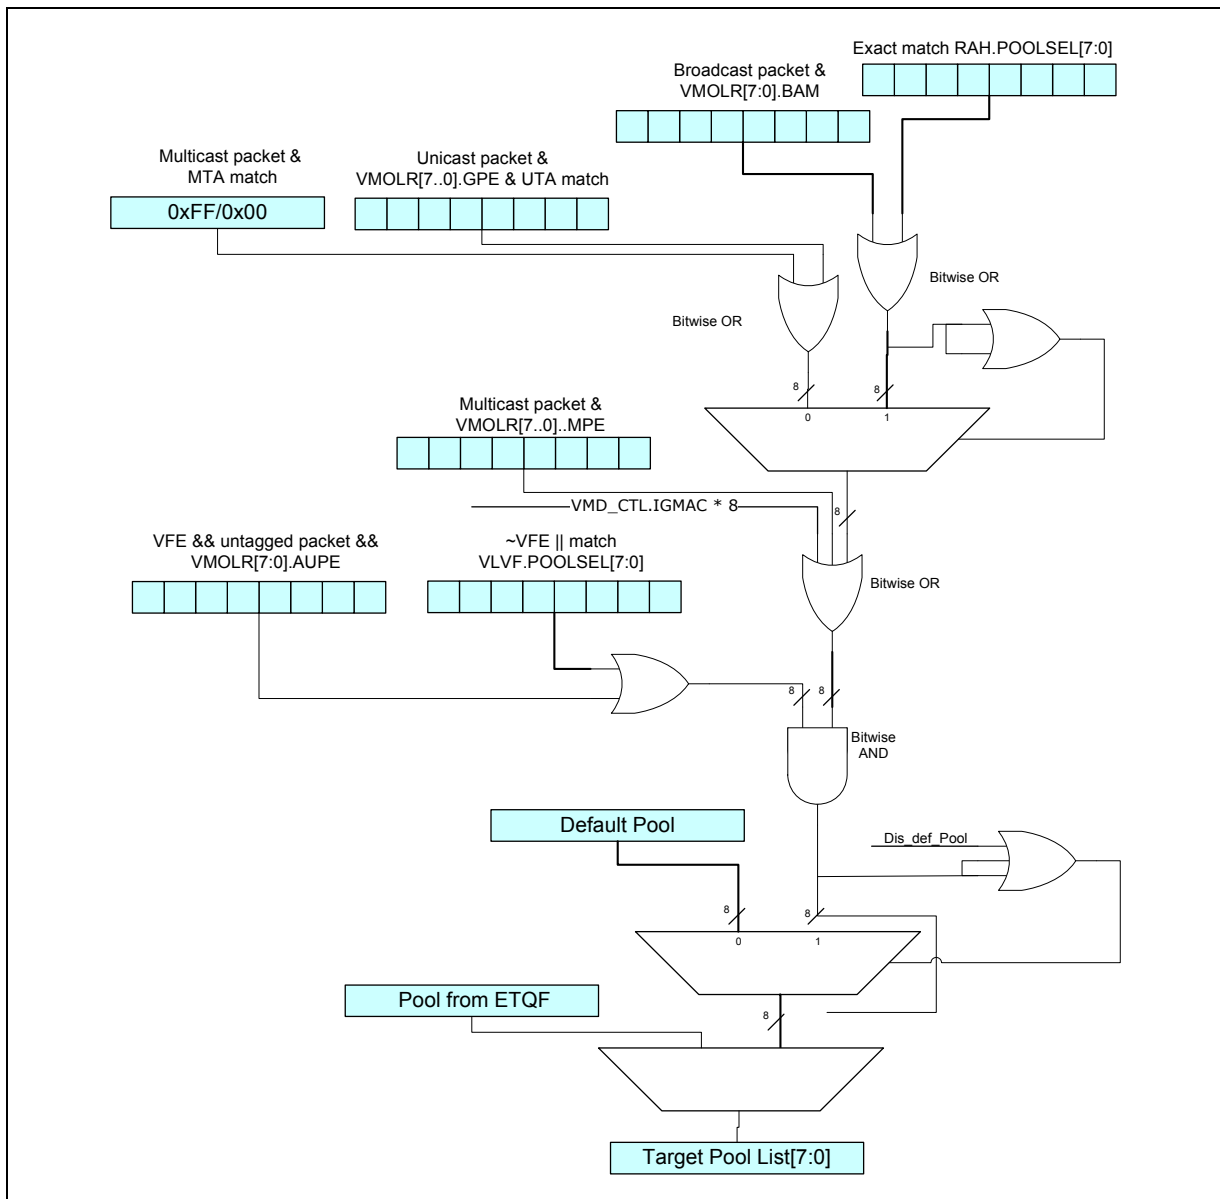 Exact match RAH.POOLSEL[7:0]
Broadcast packet &
VMOLR[7:0].BAM
Multicast packet &
MTA match
0xFF/0x00
Unicast packet &
VMOLR[7..0].GPE & UTA match
Bitwise OR
Bitwise OR
8
8
0
1
Multicast packet &
VMOLR[7..0]..MPE
VMD_CTL.IGMAC * 8
8
VFE && untagged packet &&
VMOLR[7:0].AUPE
~VFE || match
VLVF.POOLSEL[7:0]
Bitwise OR
8
8
Bitwise
AND
Default Pool
Dis_def_Pool
8
8
0
1
Pool from ETQF
8
Target Pool List[7:0]